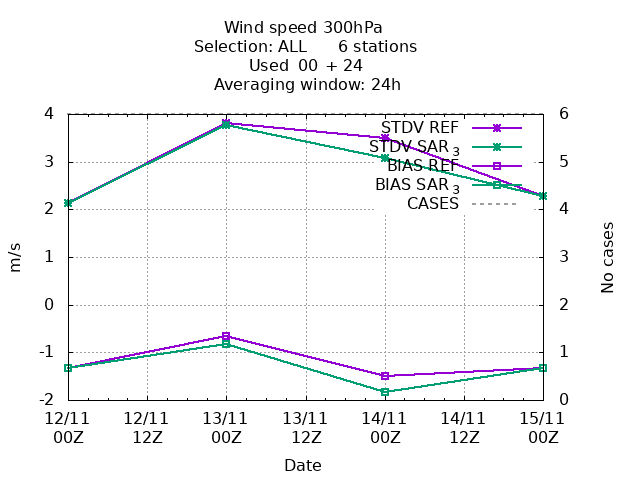 Wind speed 300hPa
Selection: ALL 6 stations
Used 00 + 24
Averaging window: 24h
4 6
STDV REF
STDV SAR 3
3 5
BIAS REF
BIAS SAR 3
CASES
2 4
1 3
m/s
No cases
0 2
-1 1
-2 0
12/11 12/11 13/11 13/11 14/11 14/11 15/11
00Z 12Z 00Z 12Z 00Z 12Z 00Z
Date